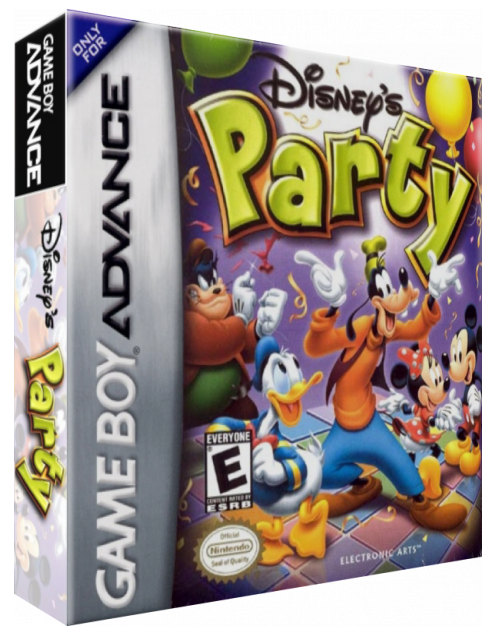 GAME BOY
ADVANCE
DISNEY'S
Party
ONLY
FOR
GAME BOY ADVANCE
DISNEY'S
Party
EVERYONE
E
CONTENT RATED BY
ESRB
Official
Nintendo
Seal of Quality
ELECTRONIC ARTS™